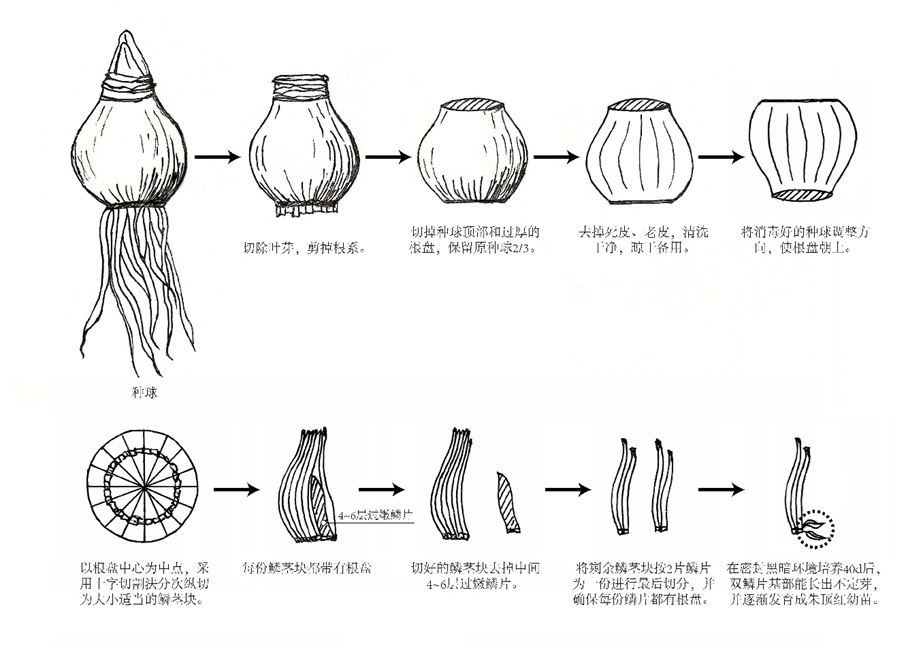 切除叶芽，剪掉根系。
切掉种球顶部和过厚的
根盘，保留原种球2/3。
去掉死皮、老皮，清洗
干净，晾干备用。
将消毒好的种球调整方
向，使根盘朝上。
种球
4~6层过嫩鳞片
以根盘中心为中点，采
用十字切割法分次纵切
为大小适当的鳞茎块。
每份鳞茎块都带有根盘
切好的鳞茎块去掉中间
4~6层过嫩鳞片。
将剩余鳞茎块按2片鳞片
为一份进行最后切分，并
确保每份鳞片都有根盘。
在密封黑暗环境培养40d后，
双鳞片基部能长出不定芽，
并逐渐发育成朱顶红幼苗。